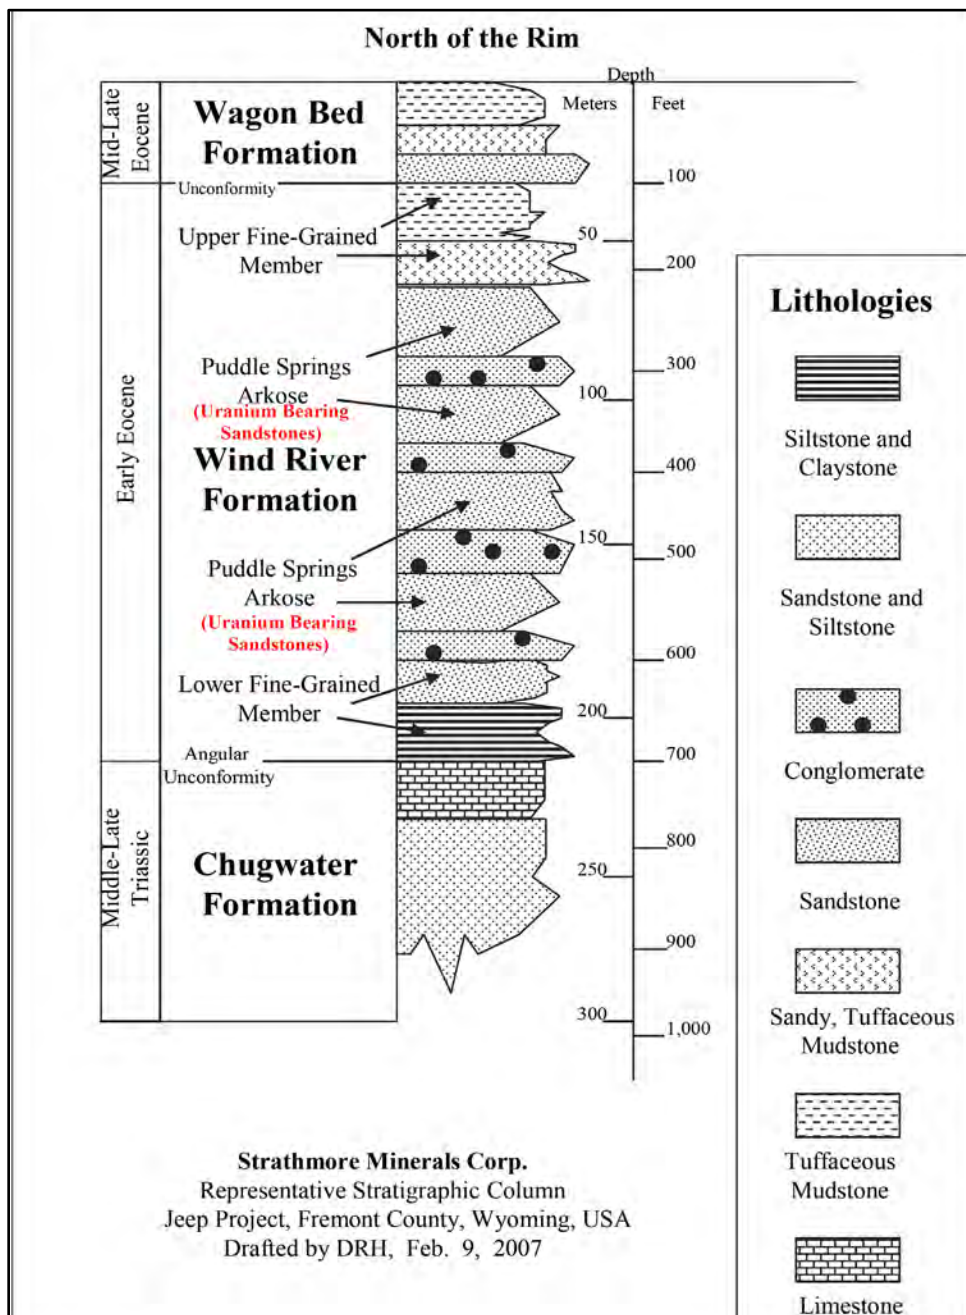 North of the Rim
Depth
Meters
Feet
Mid-Late
Eocene
Wagon Bed
Formation
Unconformity
100
Upper Fine-Grained
Member
50
200
Early Eocene
Puddle Springs
Arkose
(Uranium Bearing
Sandstones)
300
100
Wind River
Formation
400
150
500
Puddle Springs
Arkose
(Uranium Bearing
Sandstones)
600
Lower Fine-Grained
Member
200
Angular
Unconformity
700
Middle-Late
Triassic
Chugwater
Formation
800
250
900
300
1,000
Lithologies
Siltstone and
Claystone
Sandstone and
Siltstone
Conglomerate
Sandstone
Sandy, Tuffaceous
Mudstone
Tuffaceous
Mudstone
Limestone
Strathmore Minerals Corp.
Representative Stratigraphic Column
Jeep Project, Fremont County, Wyoming, USA
Drafted by DRH, Feb. 9, 2007